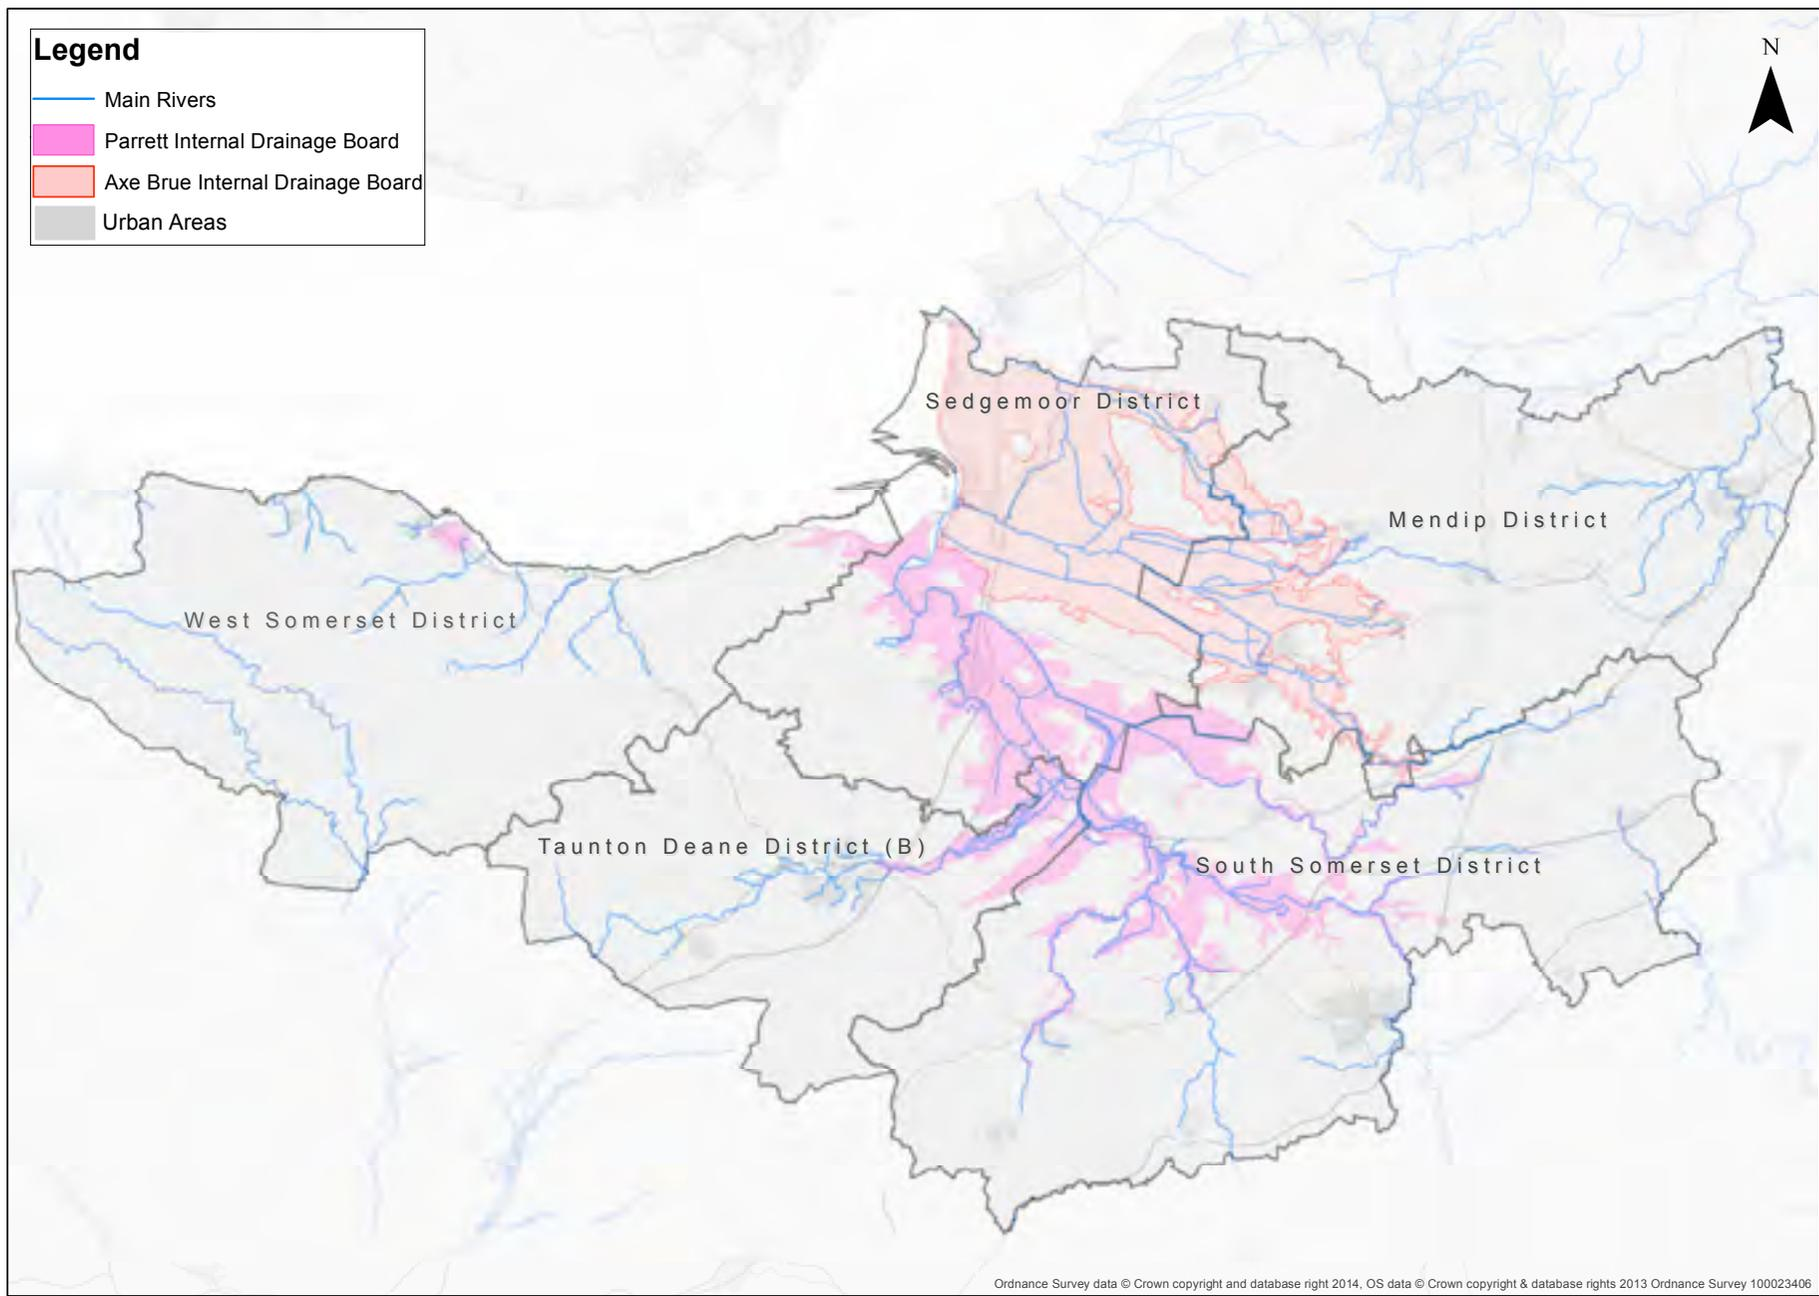 Legend
Main Rivers
Parrett Internal Drainage Board
Axe Brue Internal Drainage Board
Urban Areas
N
Sedgemoor District
Mendip District
West Somerset District
Taunton Deane District (B)
South Somerset District
Ordnance Survey data © Crown copyright and database right 2014, OS data © Crown copyright & database rights 2013 Ordnance Survey 100023406